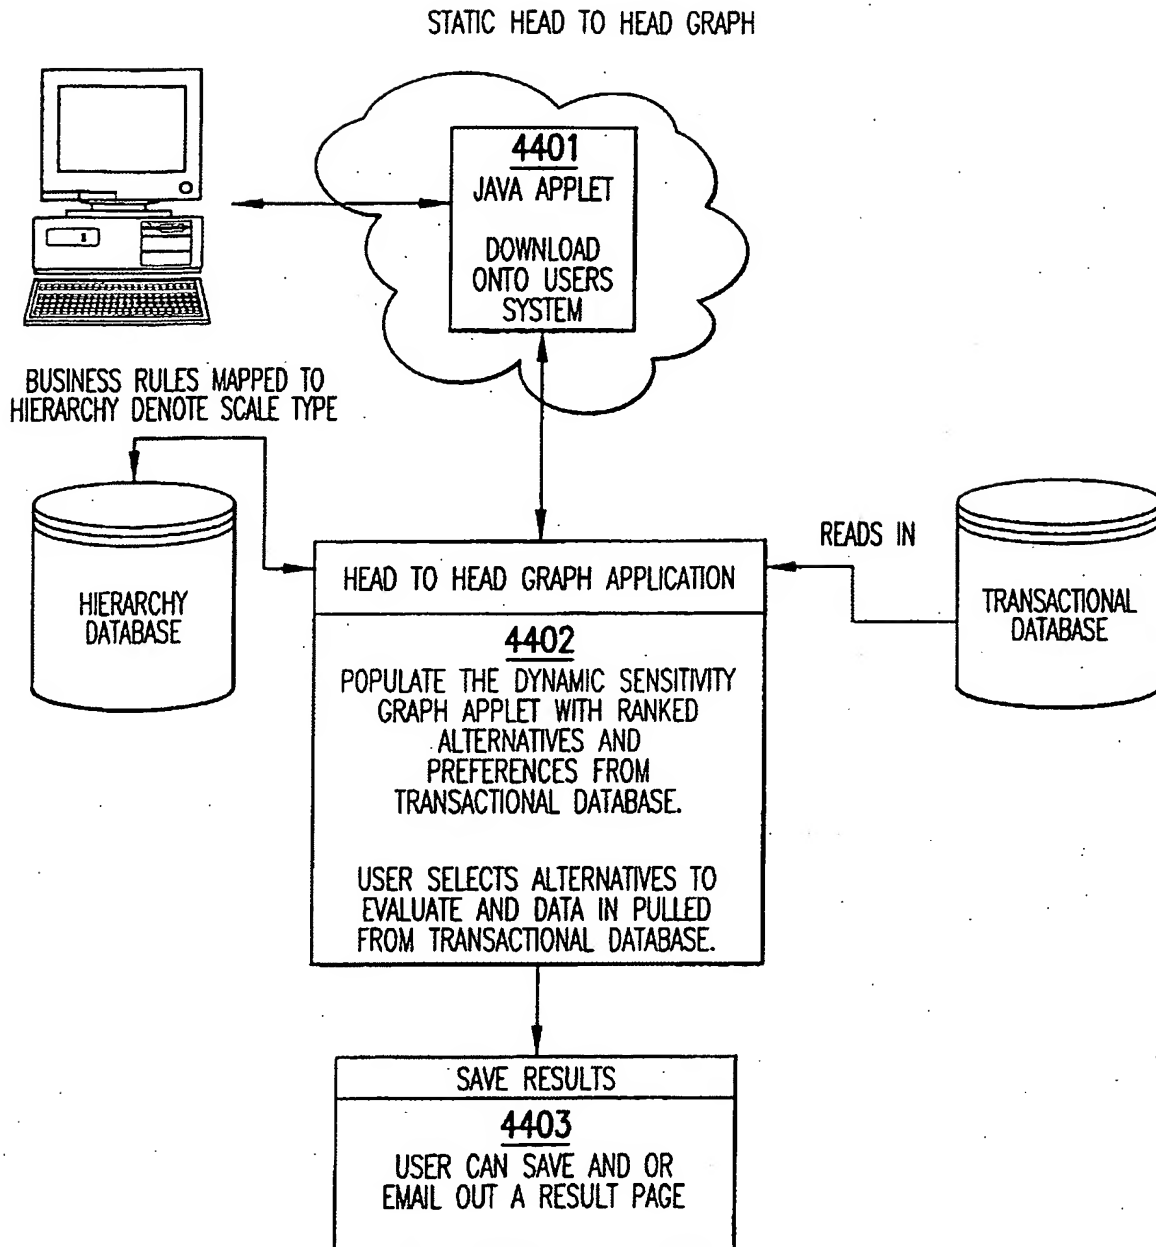 STATIC HEAD TO HEAD GRAPH
4401
JAVA APPLET
DOWNLOAD
ONTO USERS
SYSTEM
BUSINESS RULES MAPPED TO
HIERARCHY DENOTE SCALE TYPE
HIERARCHY
DATABASE
READS IN
TRANSACTIONAL
DATABASE
HEAD TO HEAD GRAPH APPLICATION
4402
POPULATE THE DYNAMIC SENSITIVITY
GRAPH APPLET WITH RANKED
ALTERNATIVES AND
PREFERENCES FROM
TRANSACTIONAL DATABASE.
USER SELECTS ALTERNATIVES TO
EVALUATE AND DATA IN PULLED
FROM TRANSACTIONAL DATABASE.
SAVE RESULTS
4403
USER CAN SAVE AND OR
EMAIL OUT A RESULT PAGE